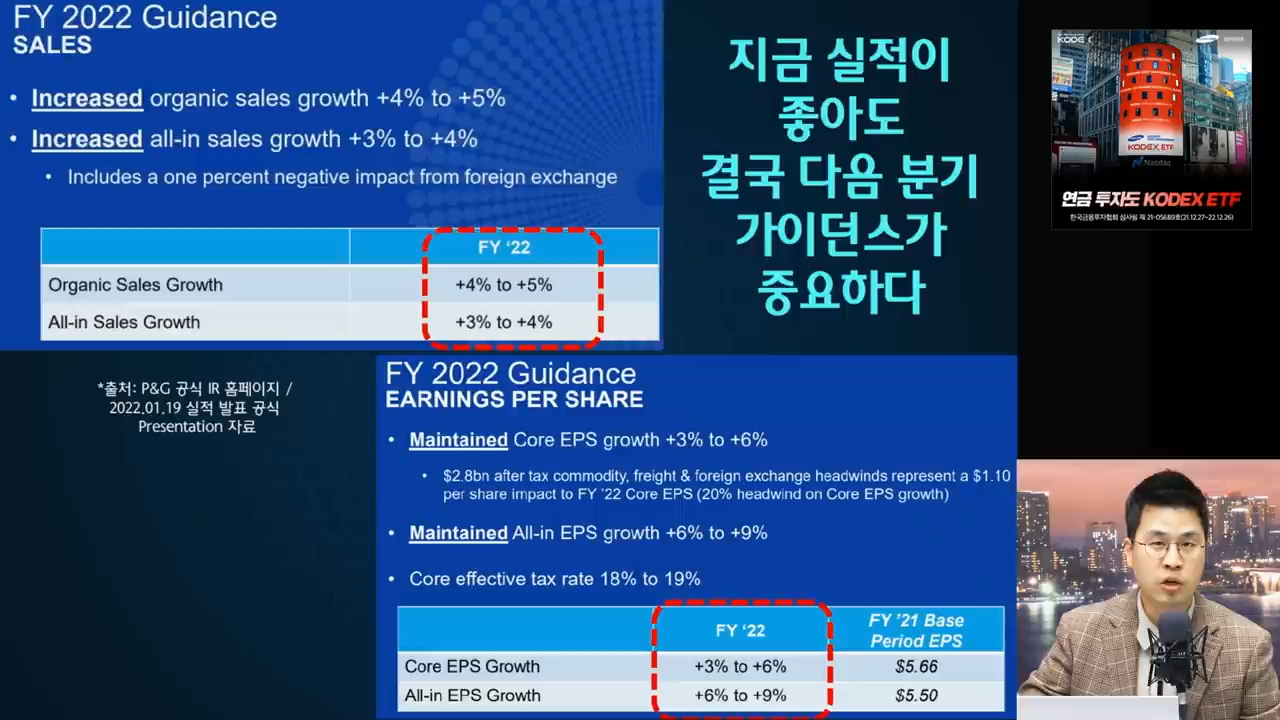 FY 2022 Guidance
SALES
• Increased organic sales growth +4% to +5%
• Increased all-in sales growth +3% to +4%
• Includes a one percent negative impact from foreign exchange
FY ‘22
Organic Sales Growth +4% to +5%
All-in Sales Growth +3% to +4%
지금 실적이
좋아도
결국 다음 분기
가이던스가
중요하다
*출처: P&G 공식 IR 홈페이지 /
2022.01.19 실적 발표 공식
Presentation 자료
FY 2022 Guidance
EARNINGS PER SHARE
• Maintained Core EPS growth +3% to +6%
• $2.8bn after tax commodity, freight & foreign exchange headwinds represent a $1.10
per share impact to FY ’22 Core EPS (20% headwind on Core EPS growth)
• Maintained All-in EPS growth +6% to +9%
• Core effective tax rate 18% to 19%
FY ‘22 FY ’21 Base
Period EPS
Core EPS Growth +3% to +6% $5.66
All-in EPS Growth +6% to +9% $5.50
KODEX ETF
Nasdaq
연금 투자도 KODEX ETF
한국금융투자협회 심사필 제 21-05689호(21.12.27~22.12.26)